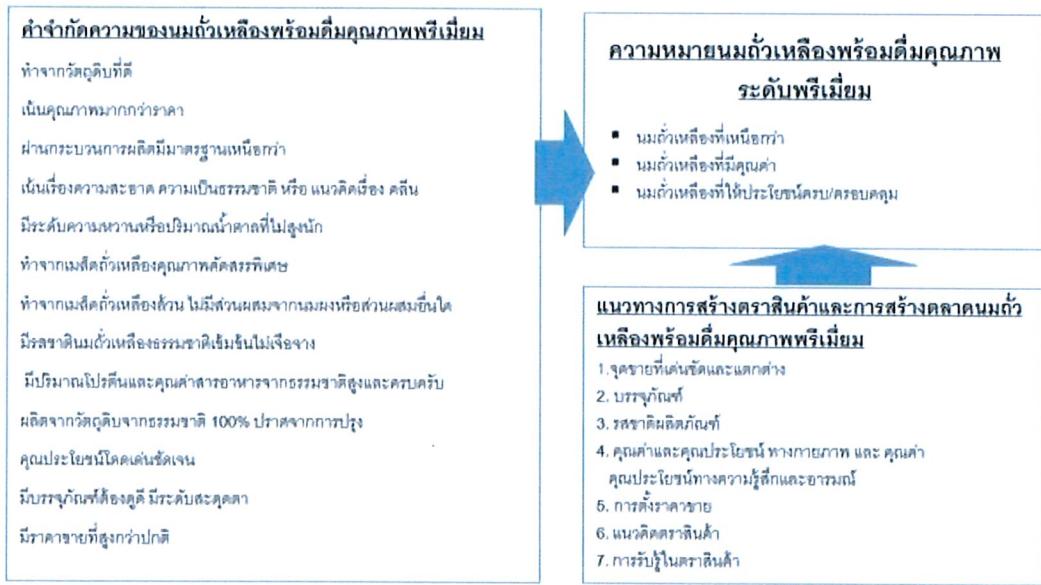 คำจำกัดความของนมถั่วเหลืองพร้อมดื่มคุณภาพพรีเมี่ยม
ทำจากวัตถุดิบที่ดี
เน้นคุณภาพมากกว่าราคา
ผ่านกระบวนการผลิตมีมาตรฐานเหนือกว่า
เน้นเรื่องความสะอาด ความเป็นธรรมชาติ หรือ แนวคิดเรื่อง คลีน
มีระดับความหวานหรือปริมาณน้ำตาลที่ไม่สูงนัก
ทำจากเมล็ดถั่วเหลืองคุณภาพคัดสรรพิเศษ
ทำจากเมล็ดถั่วเหลืองล้วน ไม่มีส่วนผสมจากนมผงหรือส่วนผสมอื่นใด
มีรสชาตินมถั่วเหลืองธรรมชาติเข้มข้นไม่เจือจาง
มีปริมาณโปรตีนและคุณค่าสารอาหารจากธรรมชาติสูงและครบครับ
ผลิตจากวัตถุดิบจากธรรมชาติ 100% ปราศจากการปรุง
คุณประโยชน์โดดเด่นชัดเจน
มีบรรจุภัณฑ์ต้องดูดี มีระดับสะดุดตา
มีราคาขายที่สูงกว่าปกติ
ความหมายนมถั่วเหลืองพร้อมดื่มคุณภาพ
ระดับพรีเมี่ยม
▪ นมถั่วเหลืองที่เหนือกว่า
▪ นมถั่วเหลืองที่มีคุณค่า
▪ นมถั่วเหลืองที่ให้ประโยชน์ครบ/ครอบคลุม
แนวทางการสร้างตราสินค้าและการสร้างตลาดนมถั่ว
เหลืองพร้อมดื่มคุณภาพพรีเมี่ยม
1.จุดขายที่เด่นชัดและแตกต่าง
2. บรรจุภัณฑ์
3. รสชาติผลิตภัณฑ์
4. คุณค่าและคุณประโยชน์ ทางกายภาพ และ คุณค่า
คุณประโยชน์ทางความรู้สึกและอารมณ์
5. การตั้งราคาขาย
6. แนวคิดตราสินค้า
7. การรับรู้ในตราสินค้า